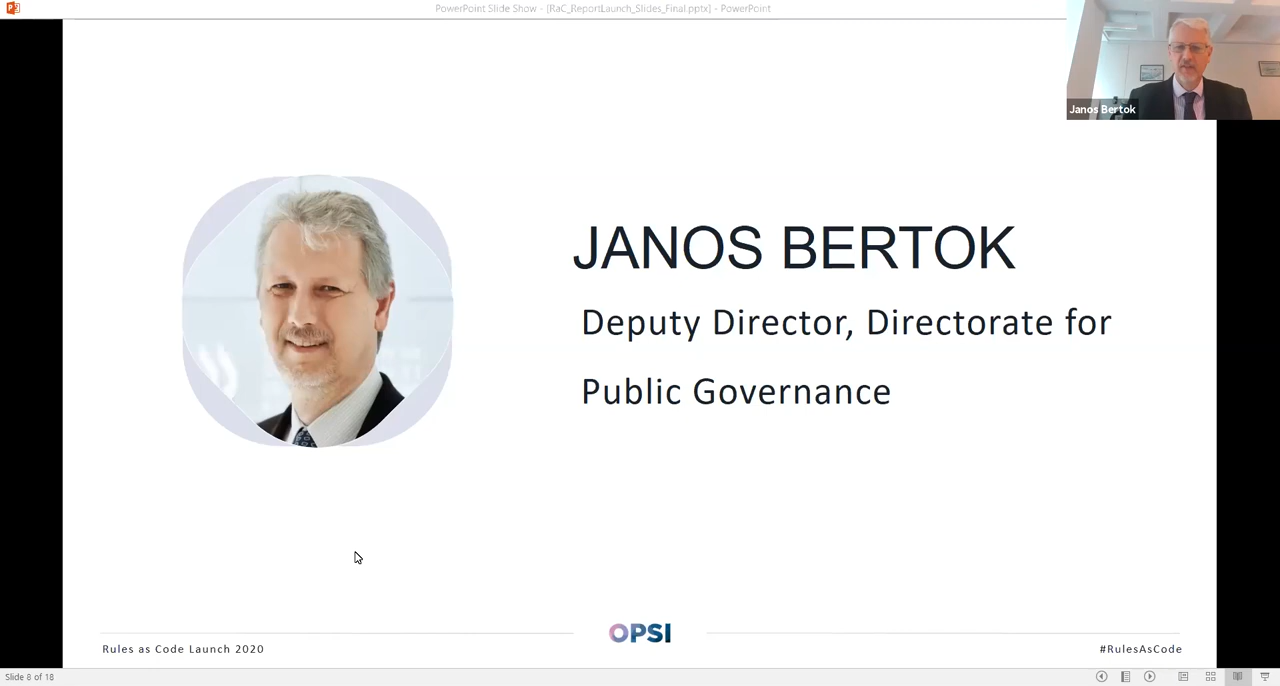 PowerPoint Slide Show - [RaC_ReportLaunch_Slides_Final.pptx] - PowerPoint
Janos Bertok
JANOS BERTOK
Deputy Director, Directorate for
Public Governance
OPSI
Rules as Code Launch 2020
#RulesAsCode
Slide 8 of 18